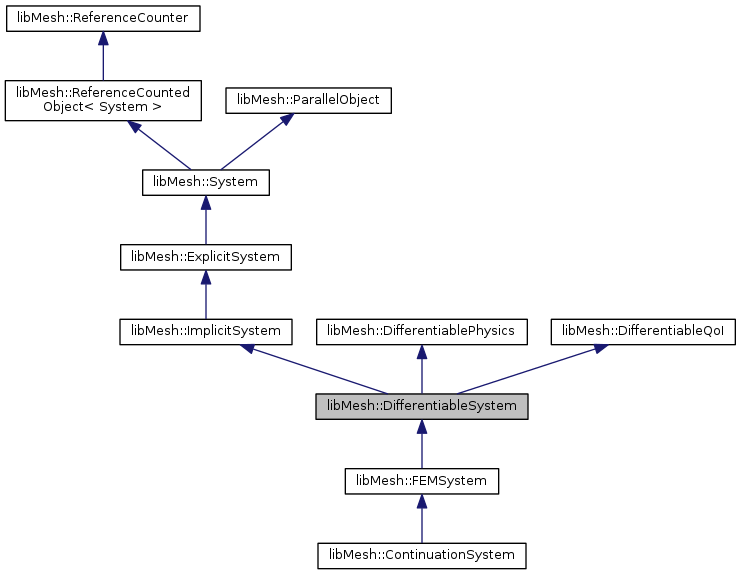 libMesh::ReferenceCounter
libMesh::ReferenceCounted
Object< System >
libMesh::ParallelObject
libMesh::System
libMesh::ExplicitSystem
libMesh::ImplicitSystem
libMesh::DifferentiablePhysics
libMesh::DifferentiableQoI
libMesh::DifferentiableSystem
libMesh::FEMSystem
libMesh::ContinuationSystem